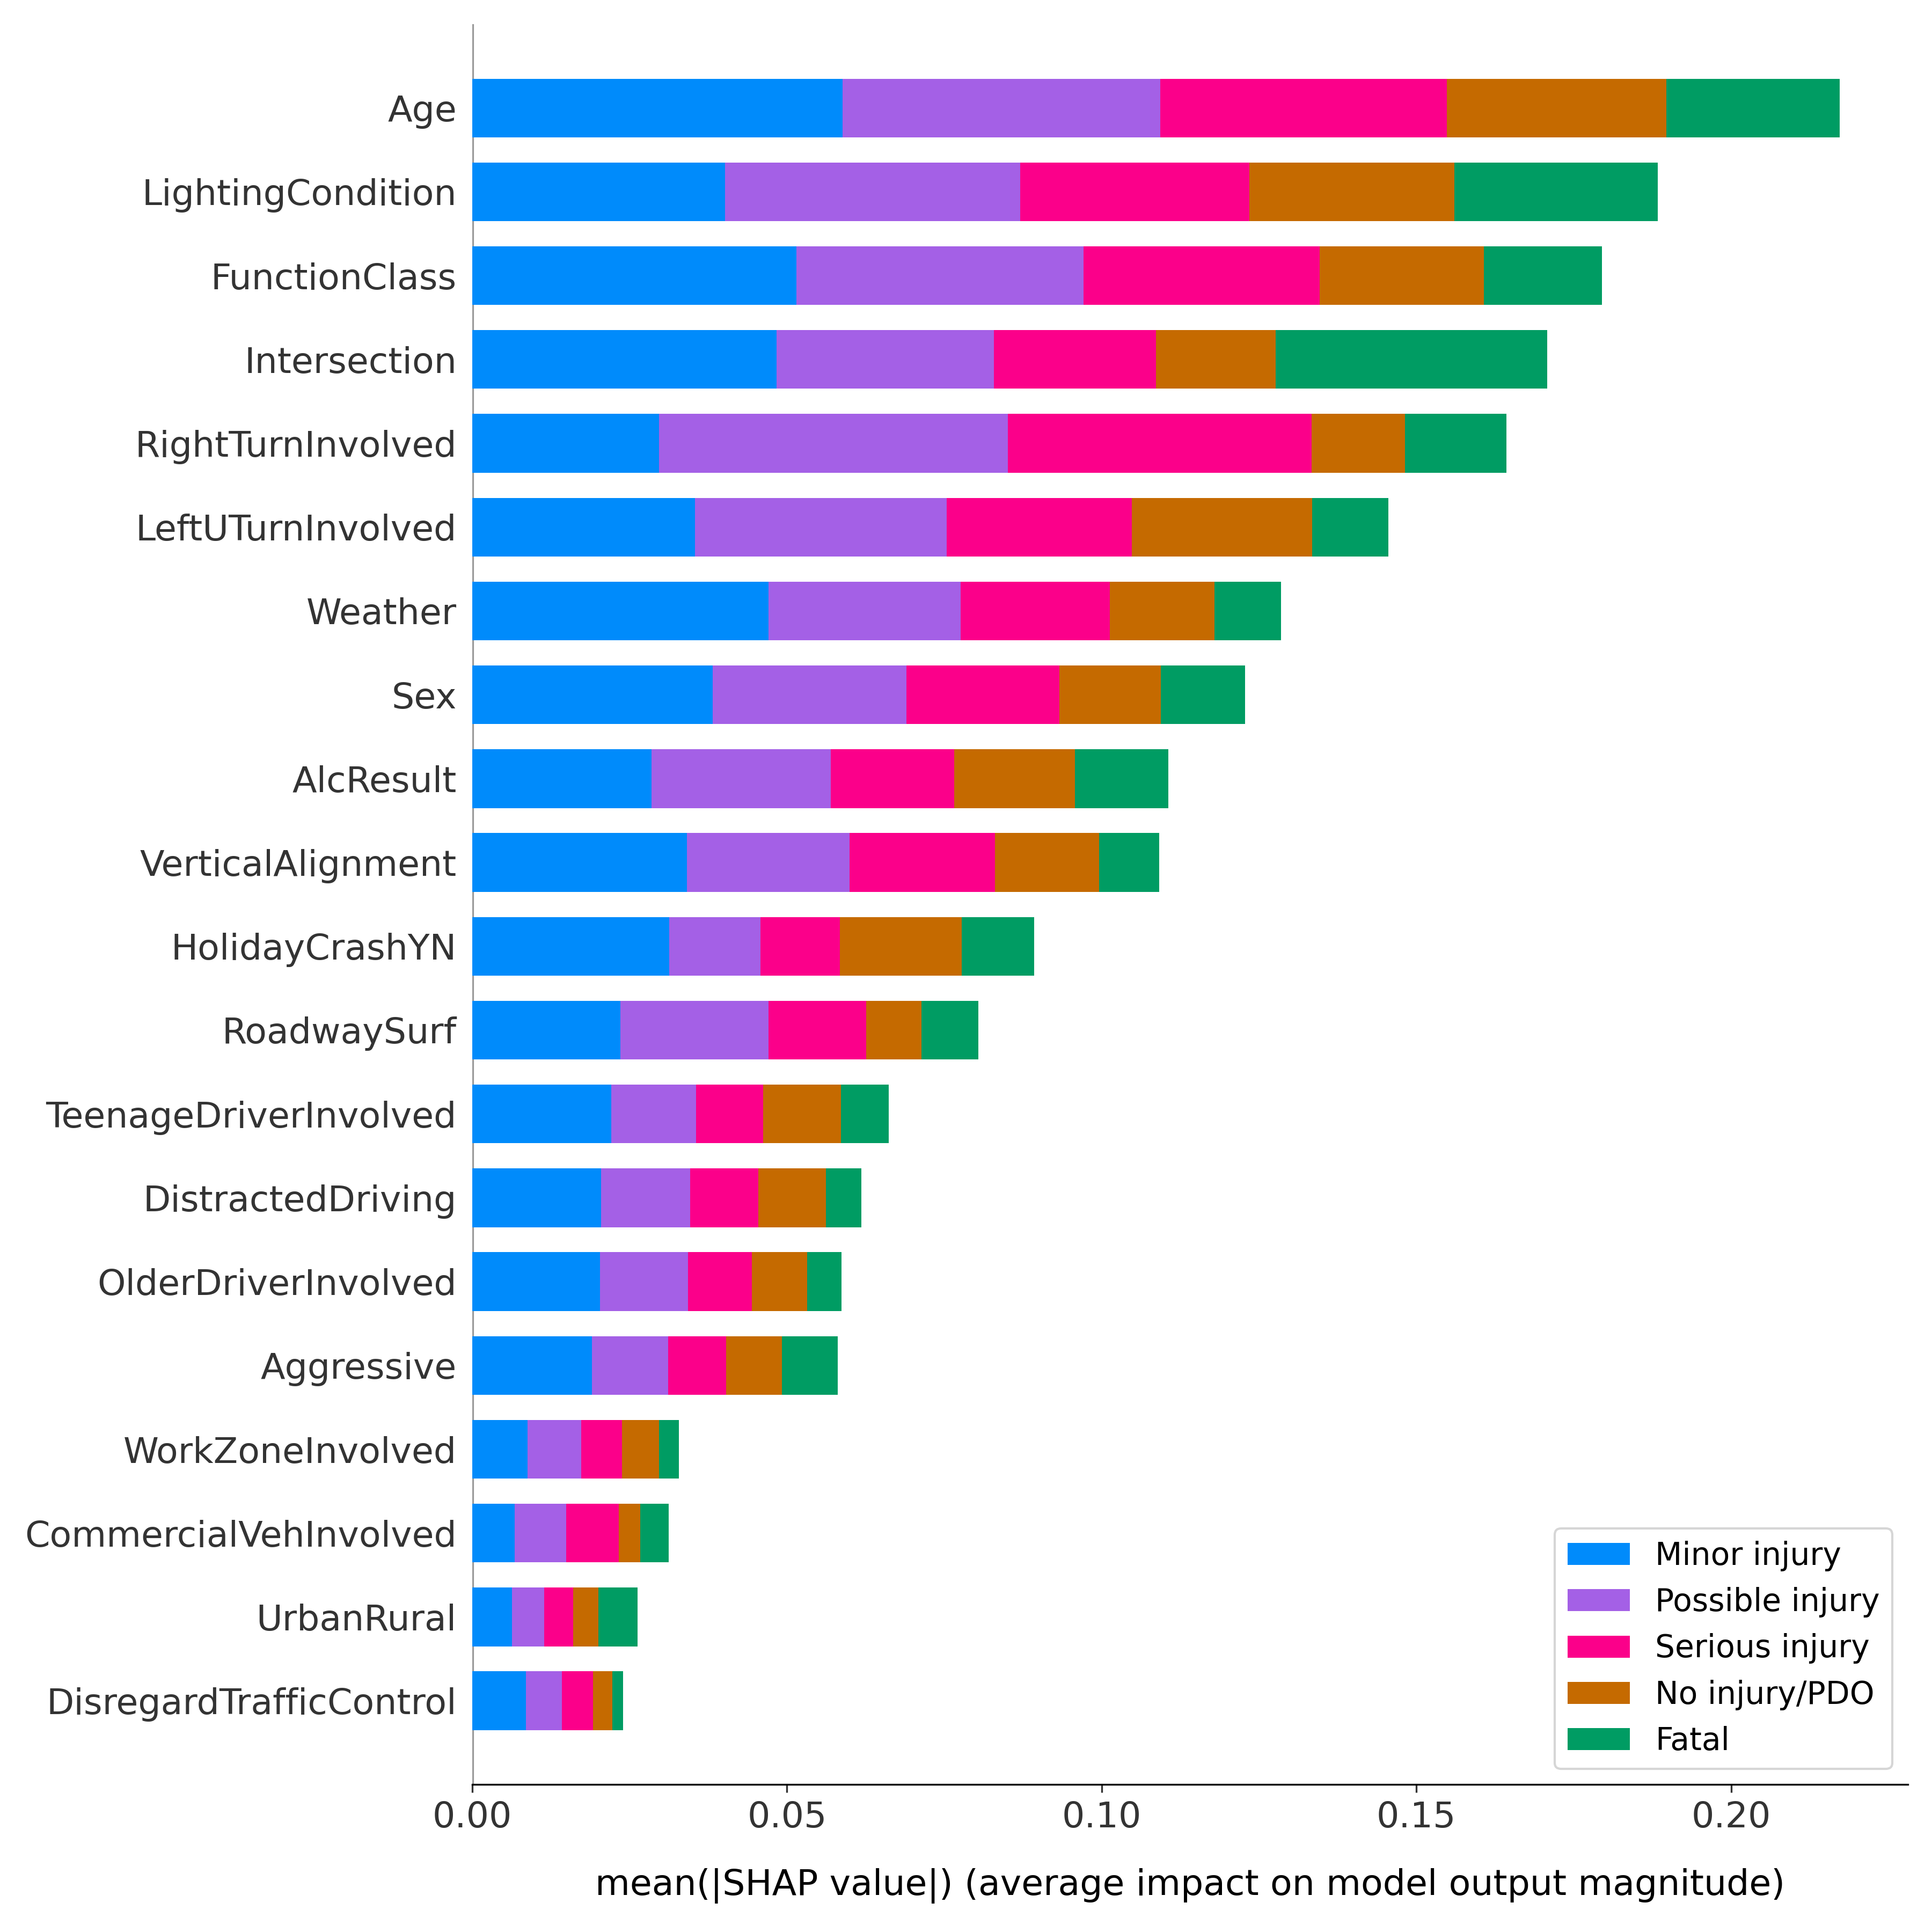 Age
LightingCondition
FunctionClass
Intersection
RightTurnInvolved
LeftUTurnInvolved
Weather
Sex
AlcResult
VerticalAlignment
HolidayCrashYN
RoadwaySurf
TeenageDriverInvolved
DistractedDriving
OlderDriverInvolved
Aggressive
WorkZoneInvolved
CommercialVehInvolved
UrbanRural
DisregardTrafficControl
Minor injury
Possible injury
Serious injury
No injury/PDO
Fatal
0.00 0.05 0.10 0.15 0.20
mean(|SHAP value|) (average impact on model output magnitude)